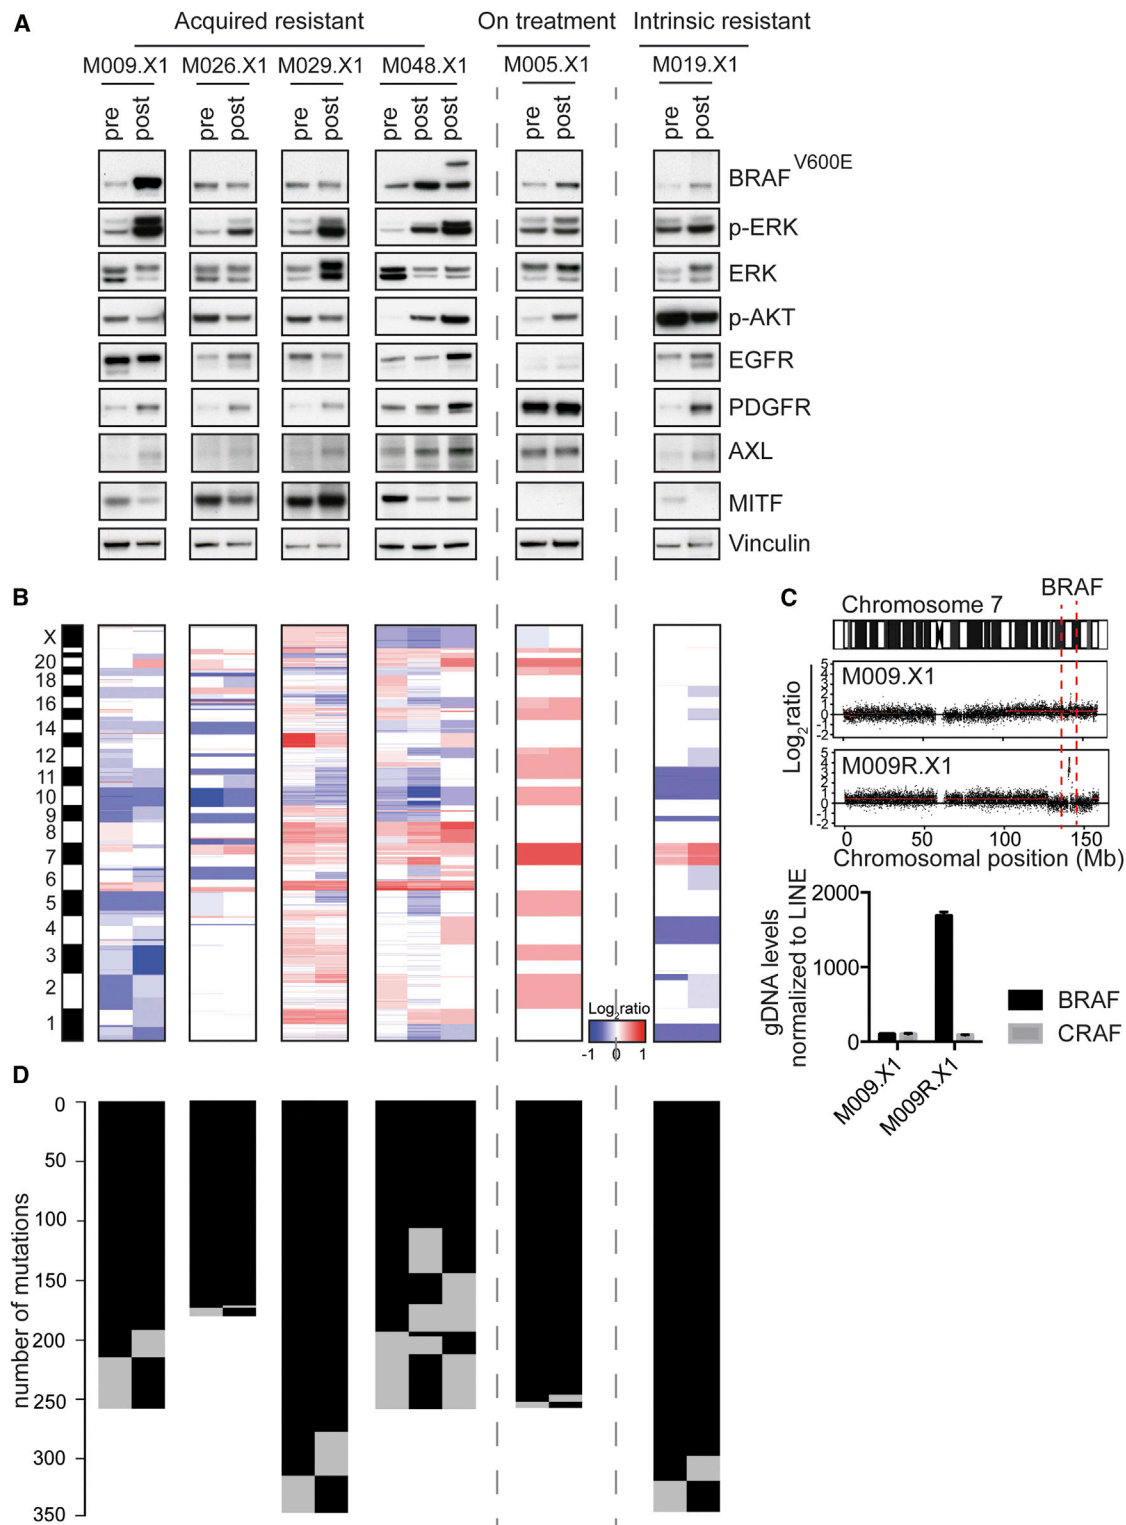 A
Acquired resistant
On treatment
Intrinsic resistant
M009.X1
M026.X1
M029.X1
M048.X1
M005.X1
M019.X1
pre
post
pre
post
pre
post
pre
post
post
pre
post
pre
post
BRAF V600E
p-ERK
ERK
p-AKT
EGFR
PDGFR
AXL
MITF
Vinculin
B
X
20
18
16
14
12
11
10
9
8
7
6
5
4
3
2
1
Log2ratio
-1 0 1
C
BRAF
Chromosome 7
M009.X1
5
4
3
2
1
0
-1
-2
Log2ratio
M009R.X1
5
4
3
2
1
0
-1
-2
0 50 100 150
Chromosomal position (Mb)
gDNA levels
normalized to LINE
2000
1000
0
M009.X1
M009R.X1
BRAF
CRAF
D
number of mutations
0
50
100
150
200
250
300
350